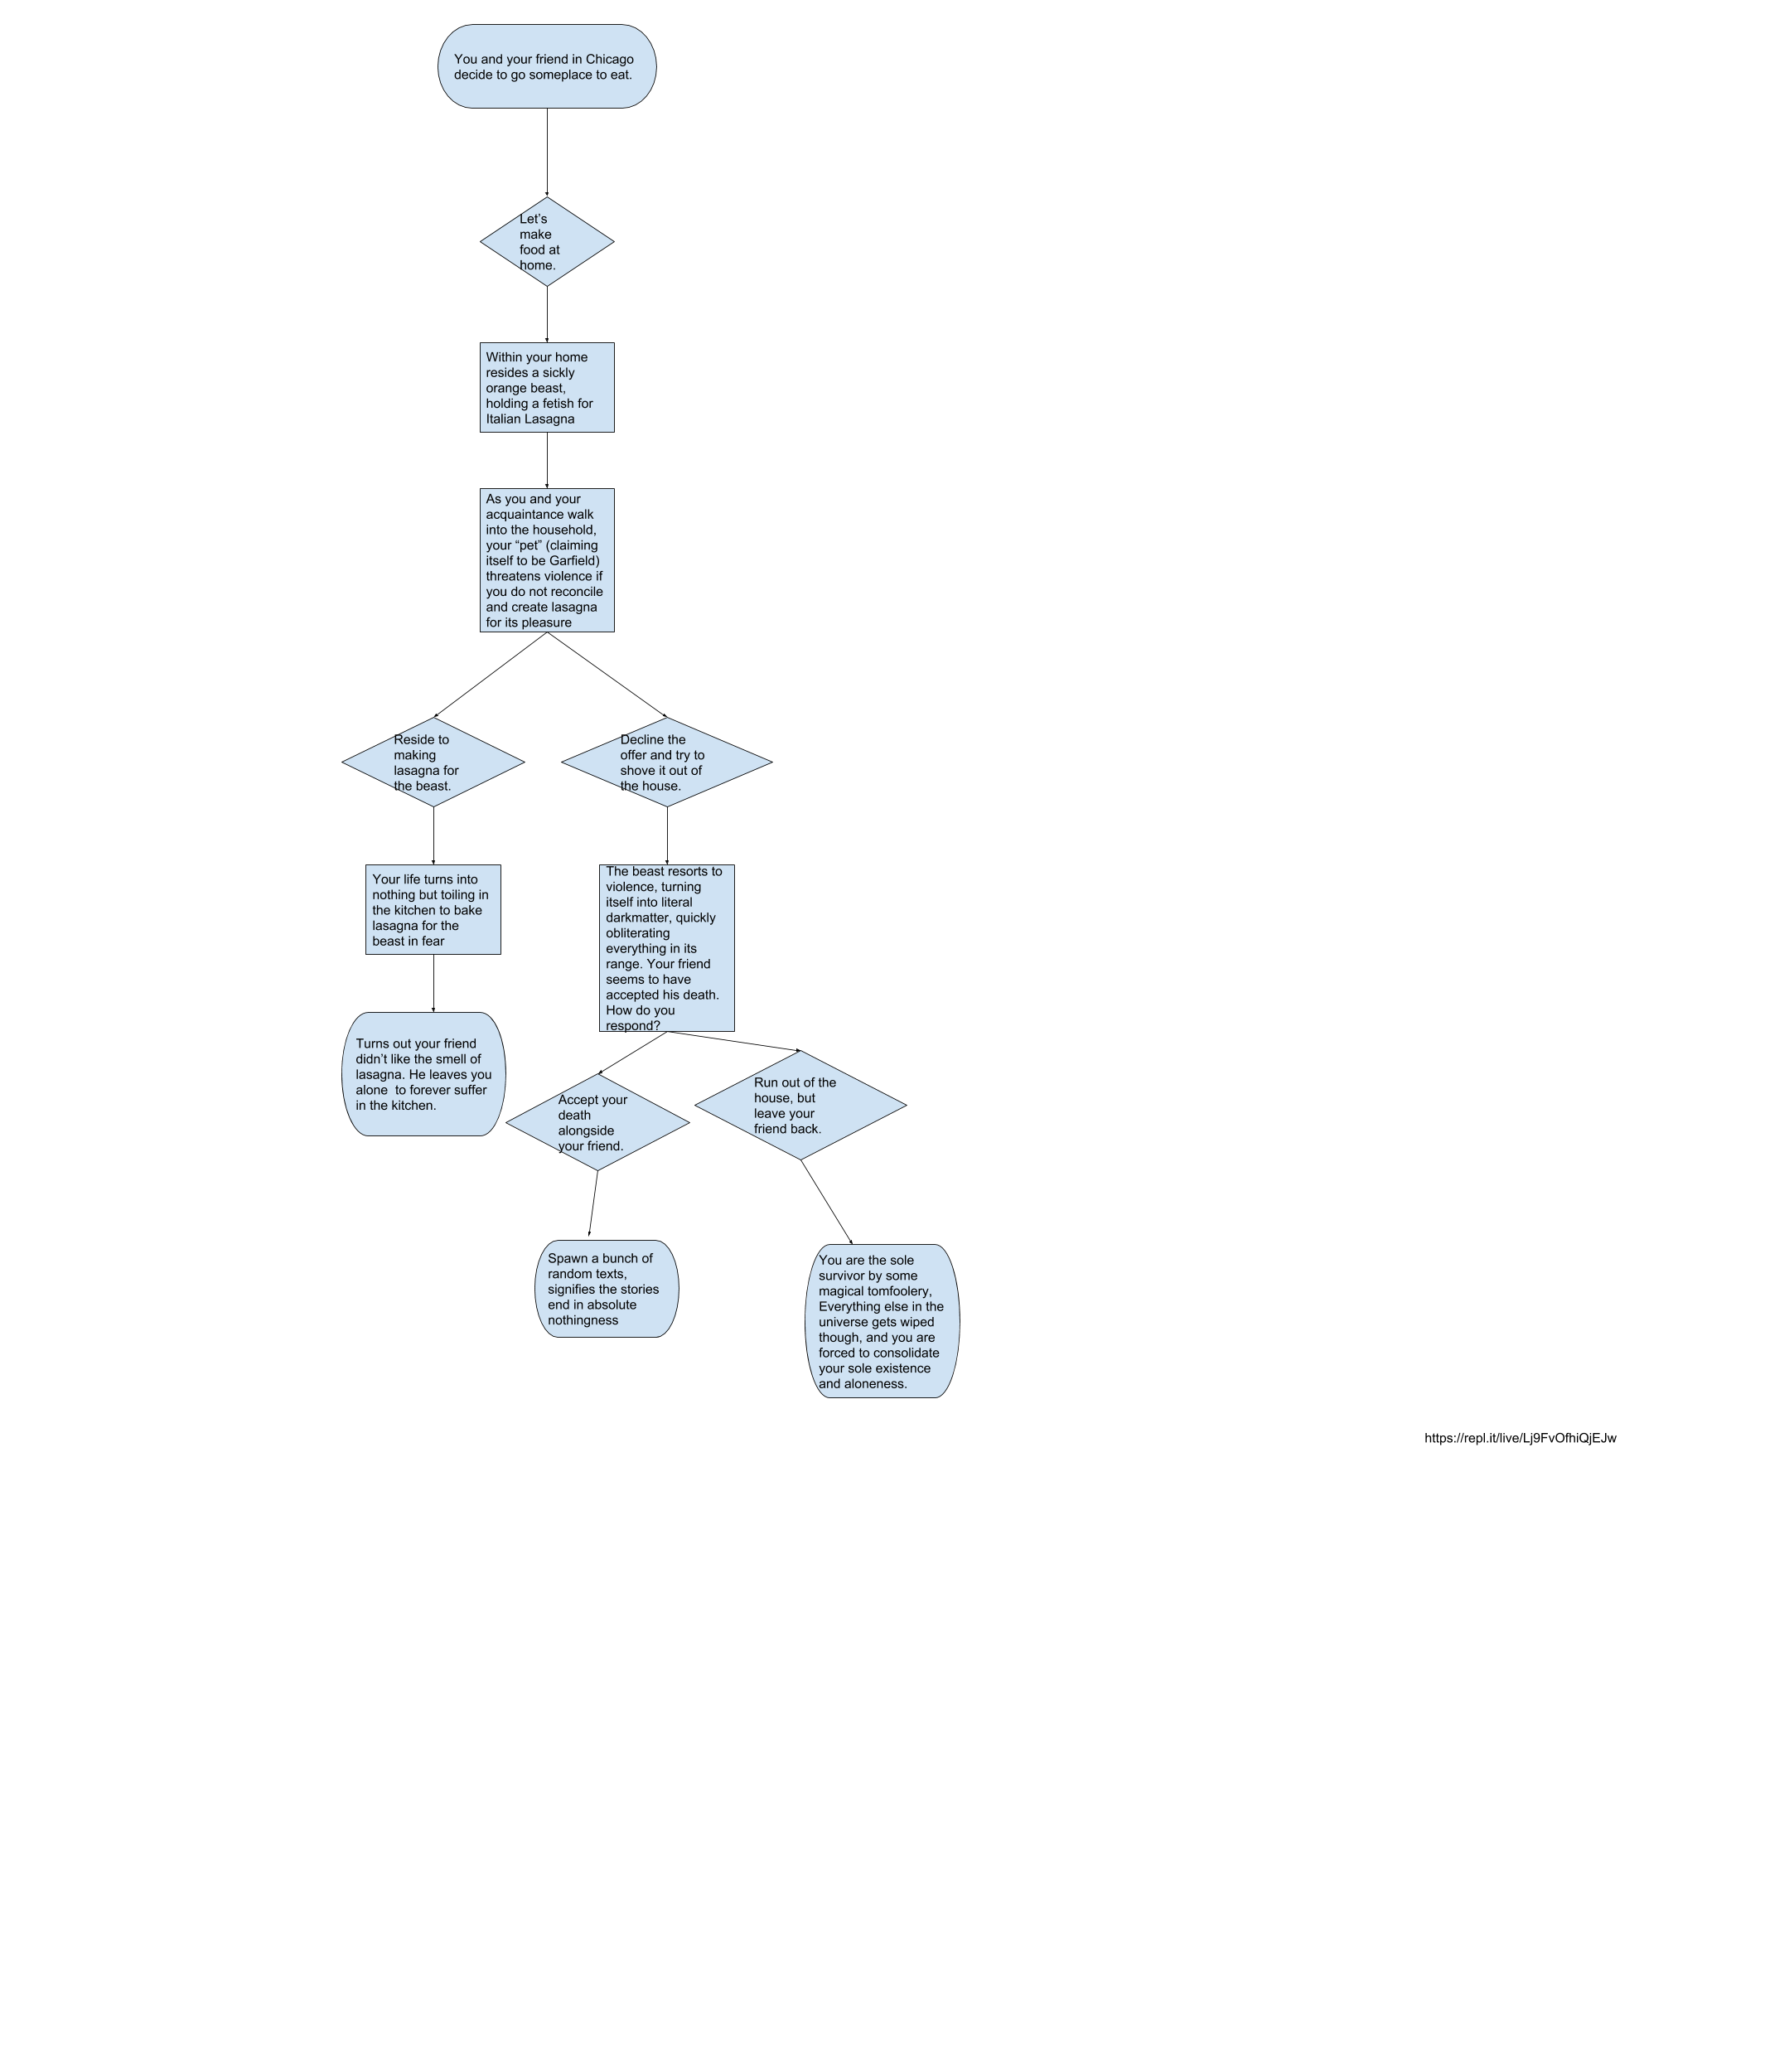 You and your friend in Chicago
decide to go someplace to eat.
Let’s
make
food at
home.
Within your home
resides a sickly
orange beast,
holding a fetish for
Italian Lasagna
As you and your
acquaintance walk
into the household,
your “pet” (claiming
itself to be Garfield)
threatens violence if
you do not reconcile
and create lasagna
for its pleasure
Reside to
making
lasagna for
the beast.
Decline the
offer and try to
shove it out of
the house.
Your life turns into
nothing but toiling in
the kitchen to bake
lasagna for the
beast in fear
The beast resorts to
violence, turning
itself into literal
darkmatter, quickly
obliterating
everything in its
range. Your friend
seems to have
accepted his death.
How do you
respond?
Turns out your friend
didn’t like the smell of
lasagna. He leaves you
alone  to forever suffer
in the kitchen.
Accept your
death
alongside
your friend.
Run out of the
house, but
leave your
friend back.
Spawn a bunch of
random texts,
signifies the stories
end in absolute
nothingness
You are the sole
survivor by some
magical tomfoolery,
Everything else in the
universe gets wiped
though, and you are
forced to consolidate
your sole existence
and aloneness.
https://repl.it/live/Lj9FvOfhiQjEJw